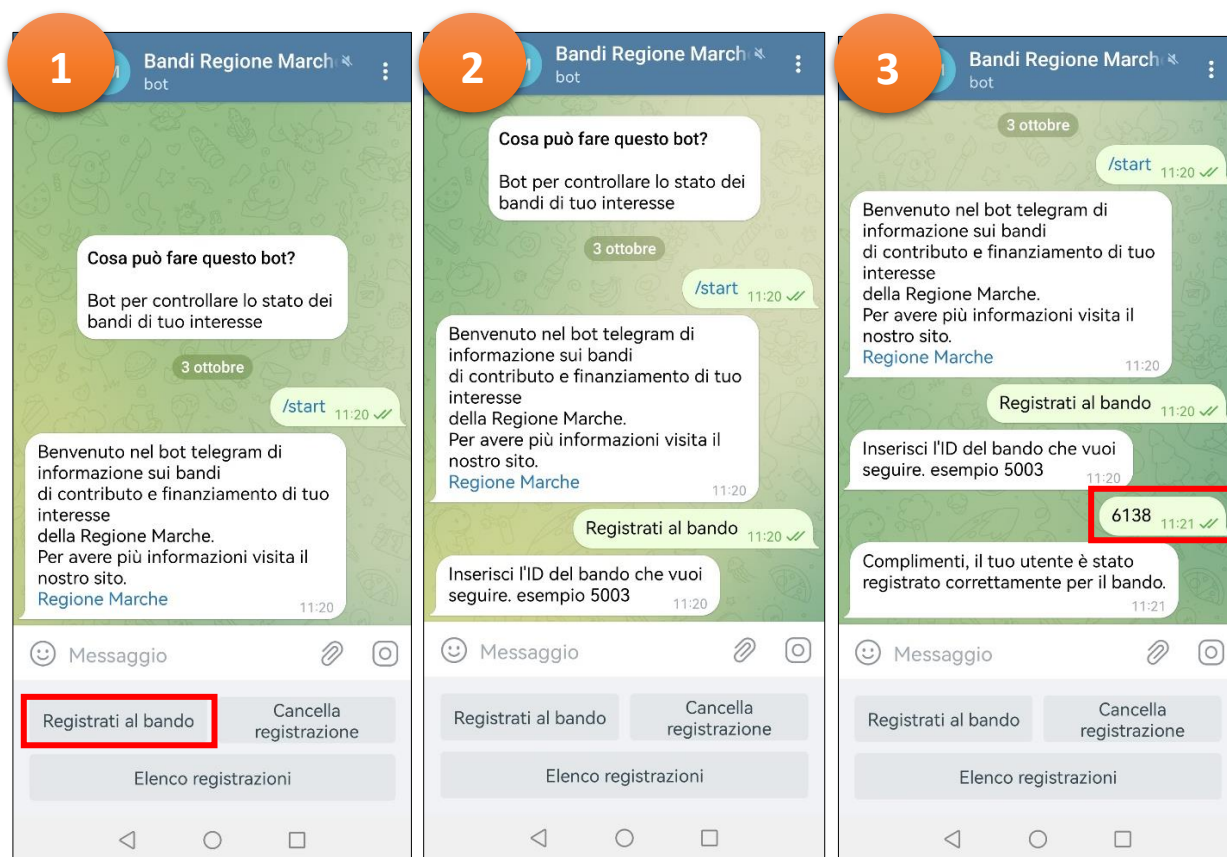 1
Bandi Regione March
bot
Cosa può fare questo bot?
Bot per controllare lo stato dei
bandi di tuo interesse
3 ottobre
/start 11:20
Benvenuto nel bot telegram di
informazione sui bandi
di contributo e finanziamento di tuo
interesse
della Regione Marche.
Per avere più informazioni visita il
nostro sito.
Regione Marche 11:20
Messaggio
Registrati al bando
Cancella
registrazione
Elenco registrazioni
2
Bandi Regione March
bot
Cosa può fare questo bot?
Bot per controllare lo stato dei
bandi di tuo interesse
3 ottobre
/start 11:20
Benvenuto nel bot telegram di
informazione sui bandi
di contributo e finanziamento di tuo
interesse
della Regione Marche.
Per avere più informazioni visita il
nostro sito.
Regione Marche 11:20
Registrati al bando 11:20
Inserisci l'ID del bando che vuoi
seguire. esempio 5003 11:20
Messaggio
Registrati al bando
Cancella
registrazione
Elenco registrazioni
3
Bandi Regione March
bot
3 ottobre
/start 11:20
Benvenuto nel bot telegram di
informazione sui bandi
di contributo e finanziamento di tuo
interesse
della Regione Marche.
Per avere più informazioni visita il
nostro sito.
Regione Marche 11:20
Registrati al bando 11:20
Inserisci l'ID del bando che vuoi
seguire. esempio 5003 11:20
6138 11:21
Complimenti, il tuo utente è stato
registrato correttamente per il bando.
11:21
Messaggio
Registrati al bando
Cancella
registrazione
Elenco registrazioni